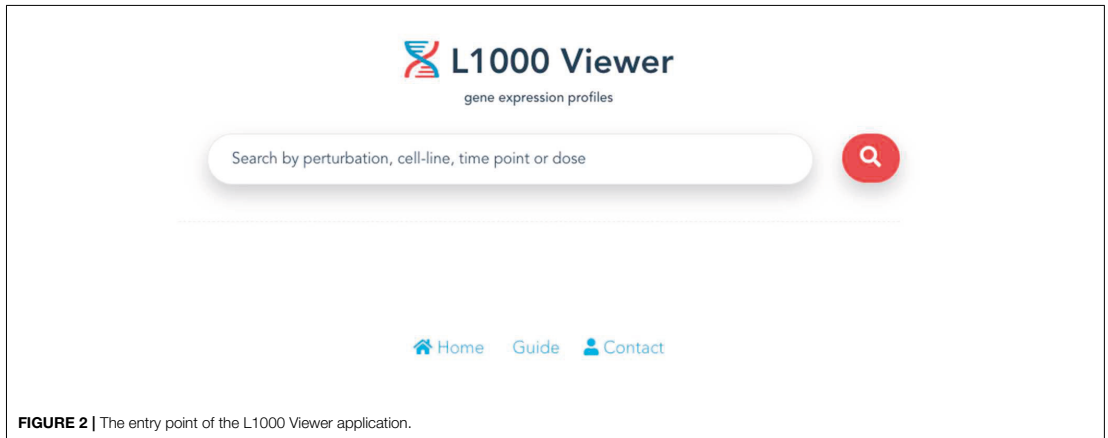 L1000 Viewer
gene expression profiles
Search by perturbation, cell-line, time point or dose
Home Guide Contact
FIGURE 2 | The entry point of the L1000 Viewer application.